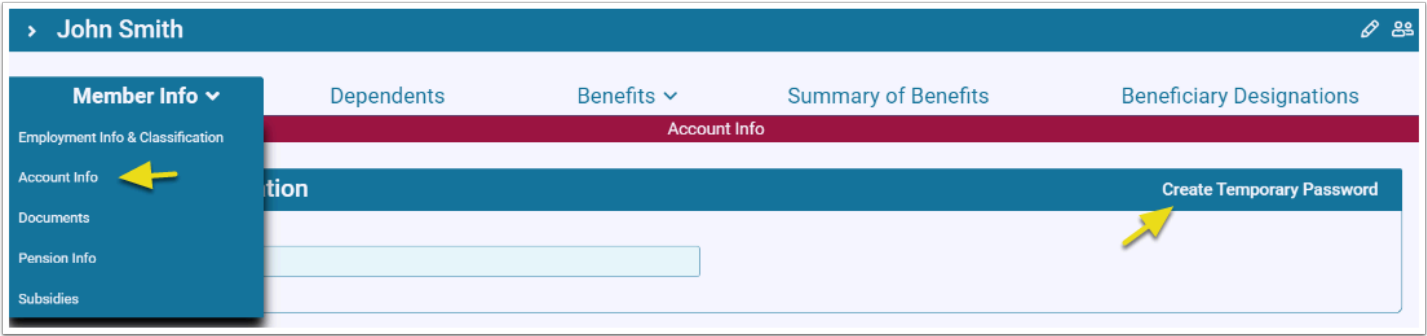 John Smith
Member Info
Dependents
Benefits
Summary of Benefits
Beneficiary Designations
Employment Info & Classification
Account Info
Documents
Pension Info
Subsidies
Account Info
tion
Create Temporary Password